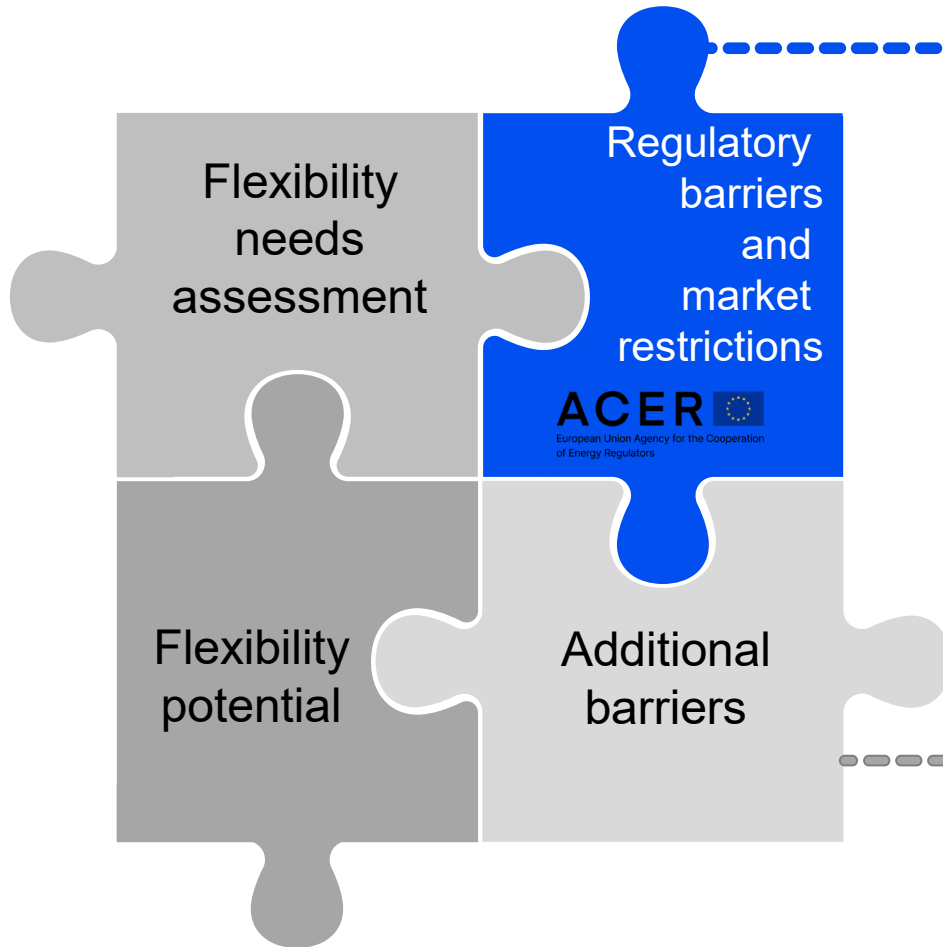 Flexibility
needs
assessment
Regulatory
barriers
and
market
restrictions
ACER
European Union Agency for the Cooperation
of Energy Regulators
Flexibility
potential
Additional
barriers